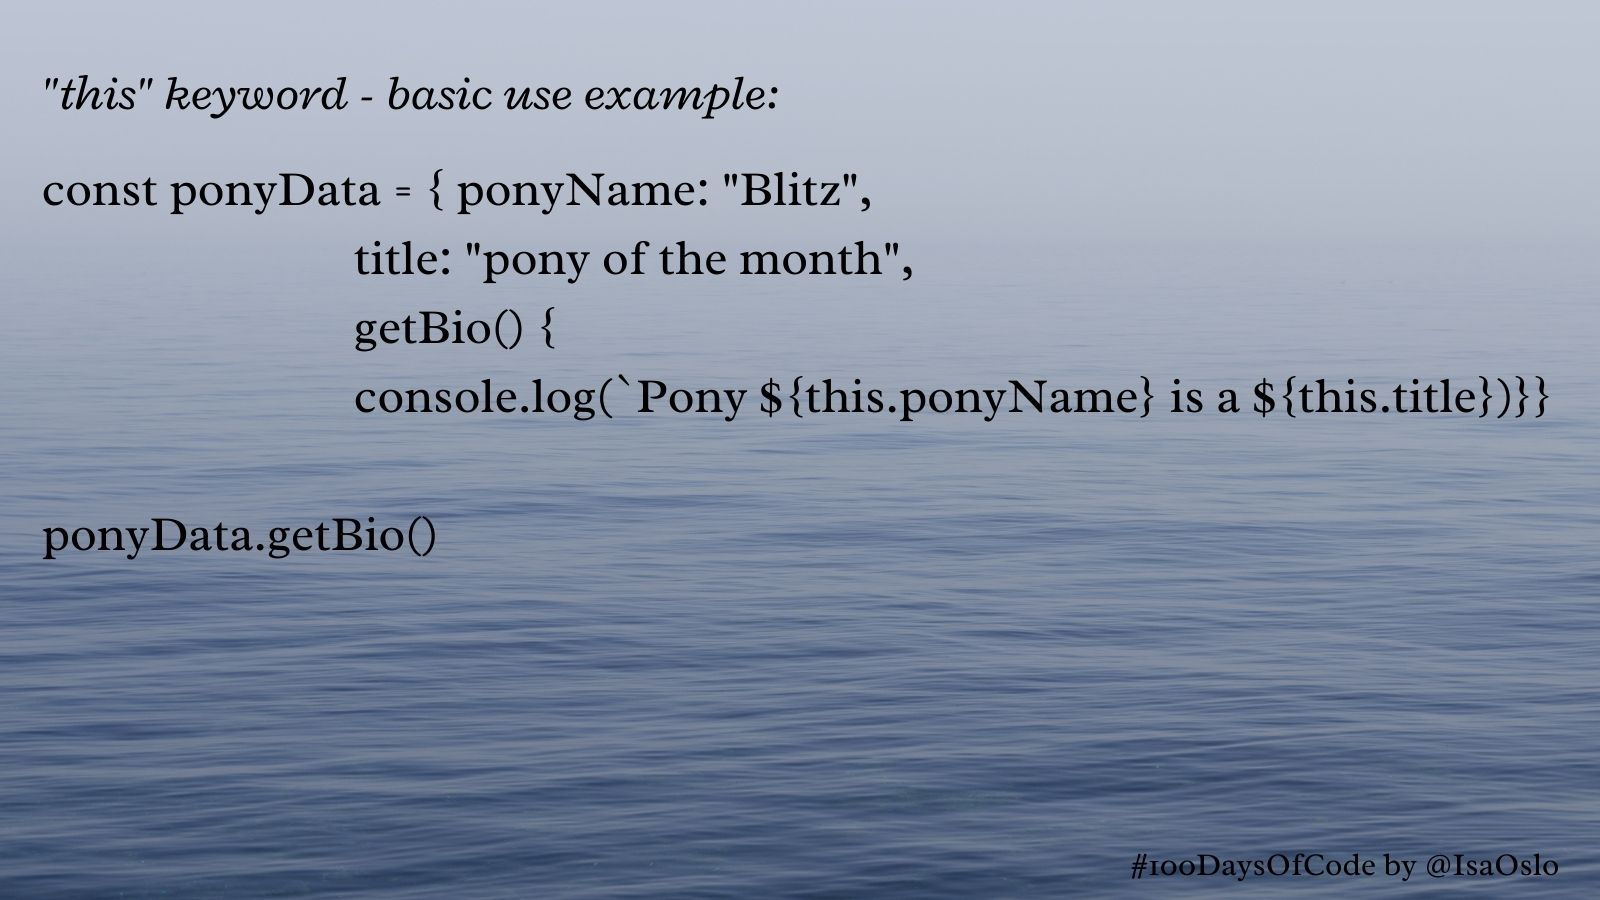 "this" keyword - basic use example:
const ponyData = { ponyName: "Blitz",
title: "pony of the month",
getBio() {
console.log(`Pony ${this.ponyName} is a ${this.title})}}
ponyData.getBio()
#100DaysOfCode by @IsaOslo